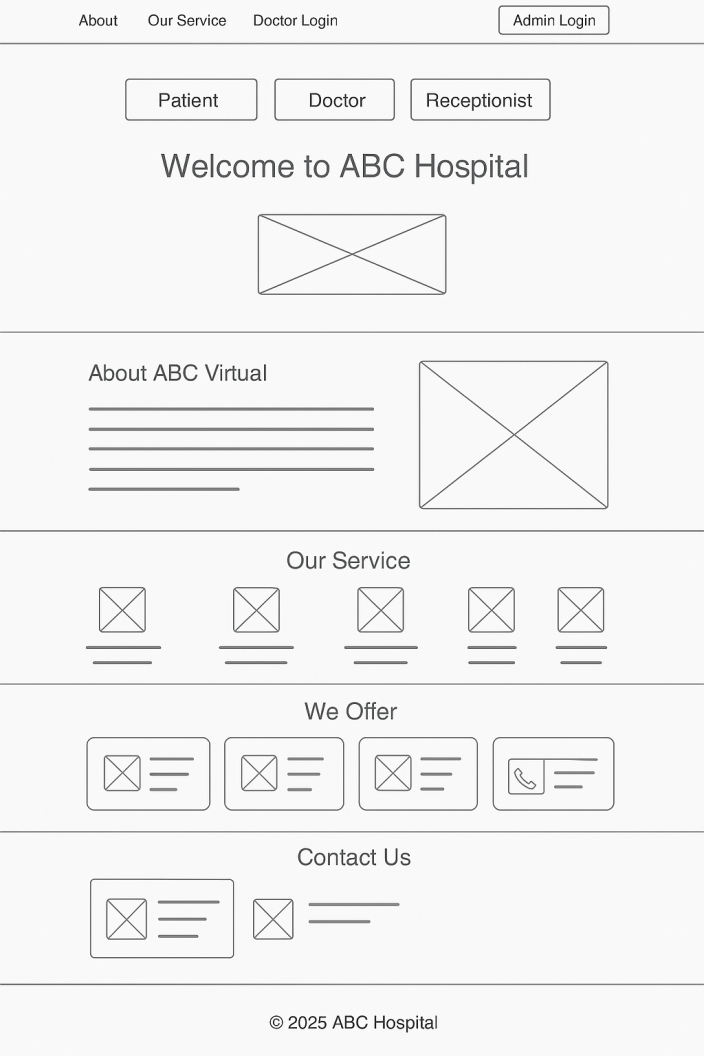 About Our Service Doctor Login Admin Login
Patient Doctor Receptionist
Welcome to ABC Hospital
About ABC Virtual
Our Service
We Offer
Contact Us
© 2025 ABC Hospital